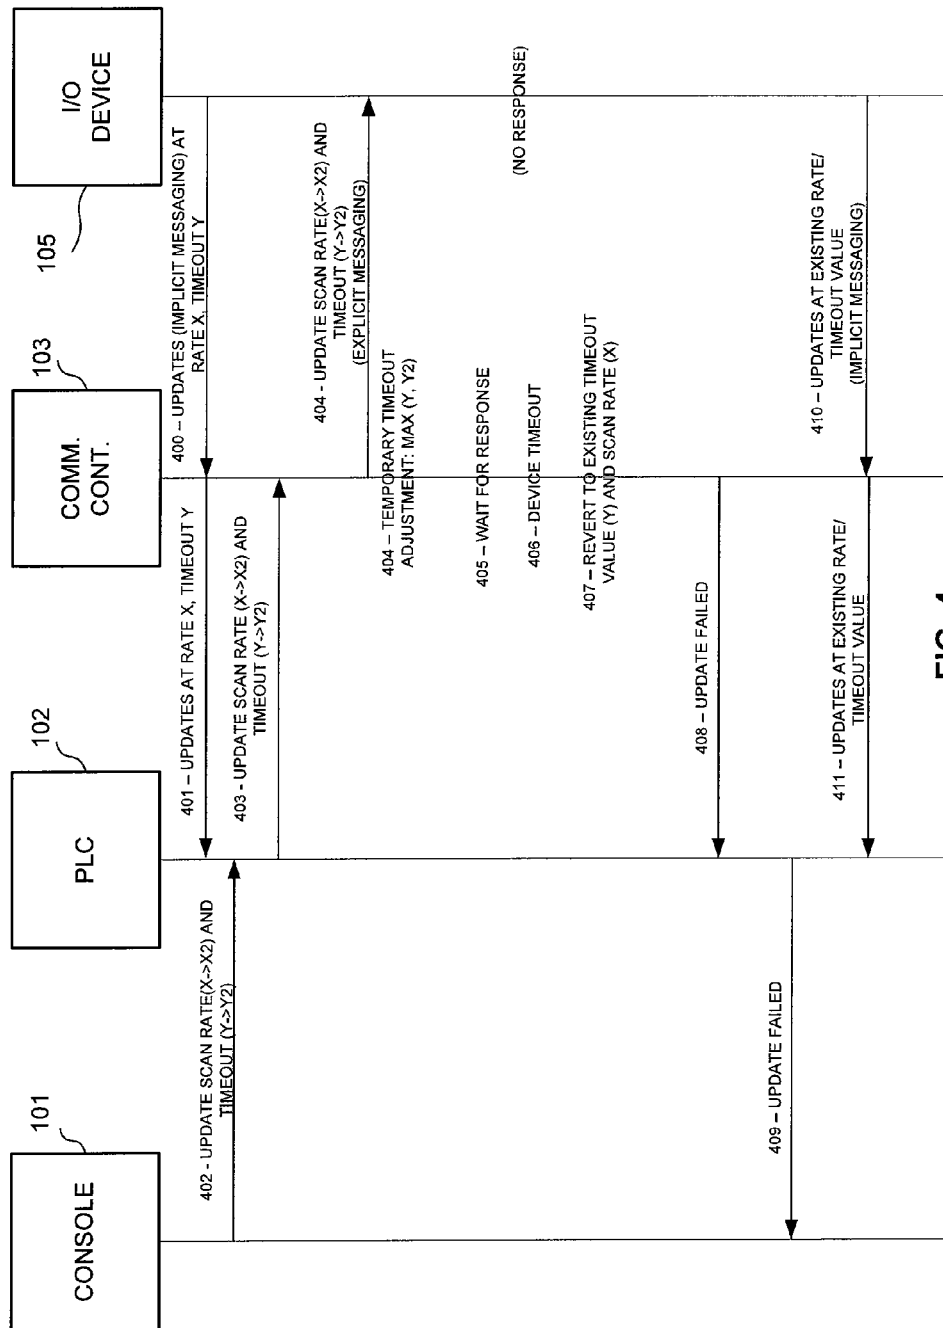 CONSOLE
101
PLC
102
COMM.
CONT.
103
I/O
DEVICE
105
400 – UPDATES (IMPLICIT MESSAGING) AT
RATE X, TIMEOUT Y
401 – UPDATES AT RATE X, TIMEOUT Y
402 - UPDATE SCAN RATE(X->X2) AND
TIMEOUT (Y->Y2)
403 - UPDATE SCAN RATE (X->X2) AND
TIMEOUT (Y->Y2)
404 - UPDATE SCAN RATE(X->X2) AND
TIMEOUT (Y->Y2)
(EXPLICIT MESSAGING)
404 – TEMPORARY TIMEOUT
ADJUSTMENT: MAX (Y, Y2)
405 – WAIT FOR RESPONSE
406 – DEVICE TIMEOUT
(NO RESPONSE)
407 – REVERT TO EXISTING TIMEOUT
VALUE (Y) AND SCAN RATE (X)
408 – UPDATE FAILED
409 – UPDATE FAILED
410 – UPDATES AT EXISTING RATE/
TIMEOUT VALUE
(IMPLICIT MESSAGING)
411 – UPDATES AT EXISTING RATE/
TIMEOUT VALUE